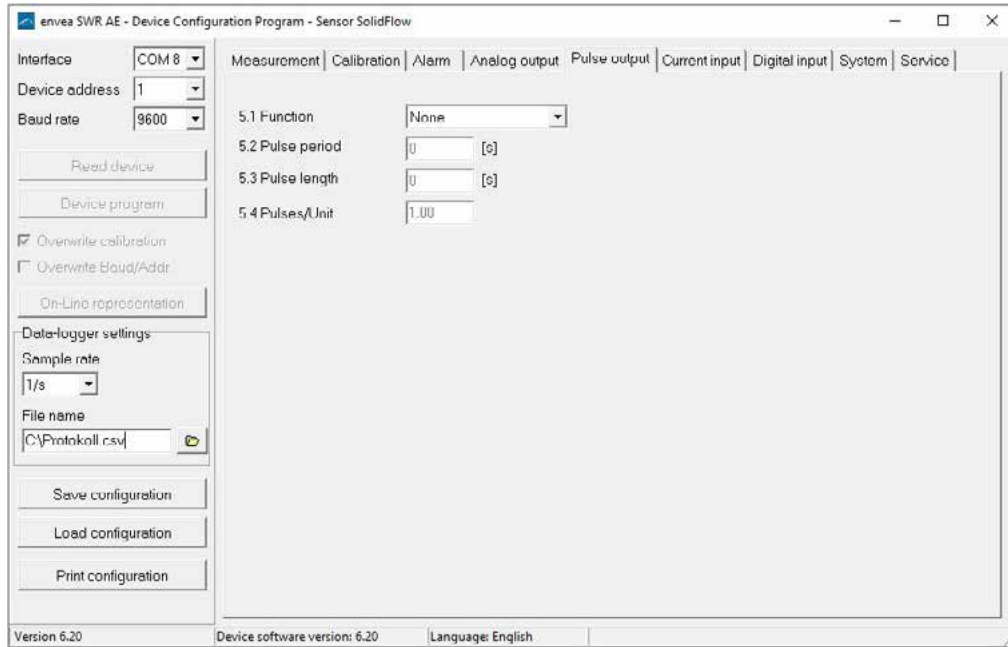 envea SWR AE - Device Configuration Program - Sensor SolidFlow
Interface COM 8
Device address 1
Baud rate 9600
Read device
Device program
Overwrite calibration
Overwrite Baud/Addr.
On-Line representation
Data-logger settings
Sample rate
1/s
File name
C:\Protokoll.csv
Save configuration
Load configuration
Print configuration
Measurement Calibration Alarm Analog output Pulse output Current input Digital input System Service
5.1 Function None
5.2 Pulse period 0 [s]
5.3 Pulse length 0 [s]
5.4 Pulses/Unit 1.00
Version 6.20 Device software version: 6.20 Language: English